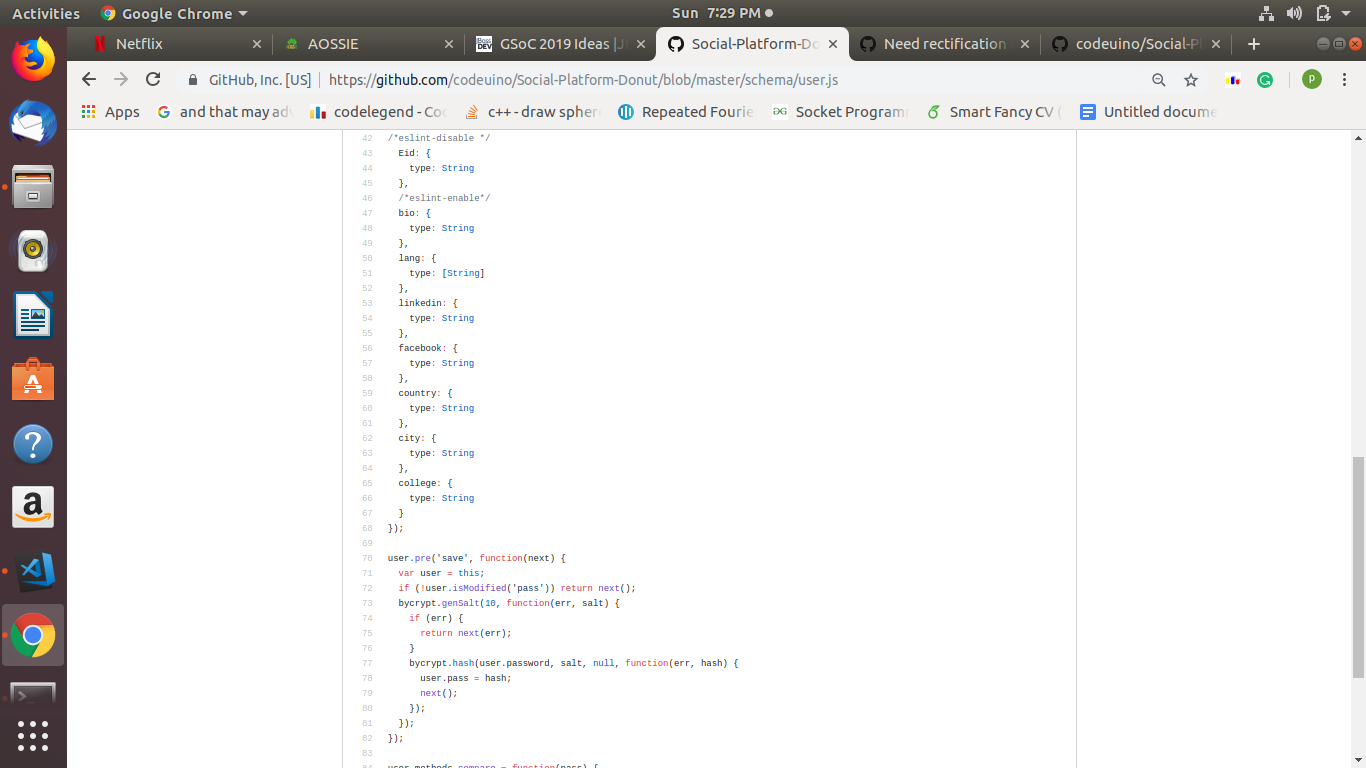 Activities Google Chrome Sun 7:29 PM
Netflix AOSSIE GSoC 2019 Ideas |J Social-Platform-Do Need rectification codeuino/Social-Pl
GitHub, Inc. [US] https://github.com/codeuino/Social-Platform-Donut/blob/master/schema/user.js P
Apps and that may adv codelegend - Coc c++ - draw spher Repeated Fourie Socket Program Smart Fancy CV ( Untitled docume
42 /*eslint-disable */
43 Eid: {
44 type: String
45 },
46 /*eslint-enable*/
47 bio: {
48 type: String
49 },
50 lang: {
51 type: [String]
52 },
53 linkedin: {
54 type: String
55 },
56 facebook: {
57 type: String
58 },
59 country: {
60 type: String
61 },
62 city: {
63 type: String
64 },
65 college: {
66 type: String
67 }
68 });
69
70 user.pre('save', function(next) {
71 var user = this;
72 if (!user.isModified('pass')) return next();
73 bycrypt.genSalt(10, function(err, salt) {
74 if (err) {
75 return next(err);
76 }
77 bycrypt.hash(user.password, salt, null, function(err, hash) {
78 user.pass = hash;
79 next();
80 });
81 });
82 });
83
84 user.methods.compare = function(pass) {